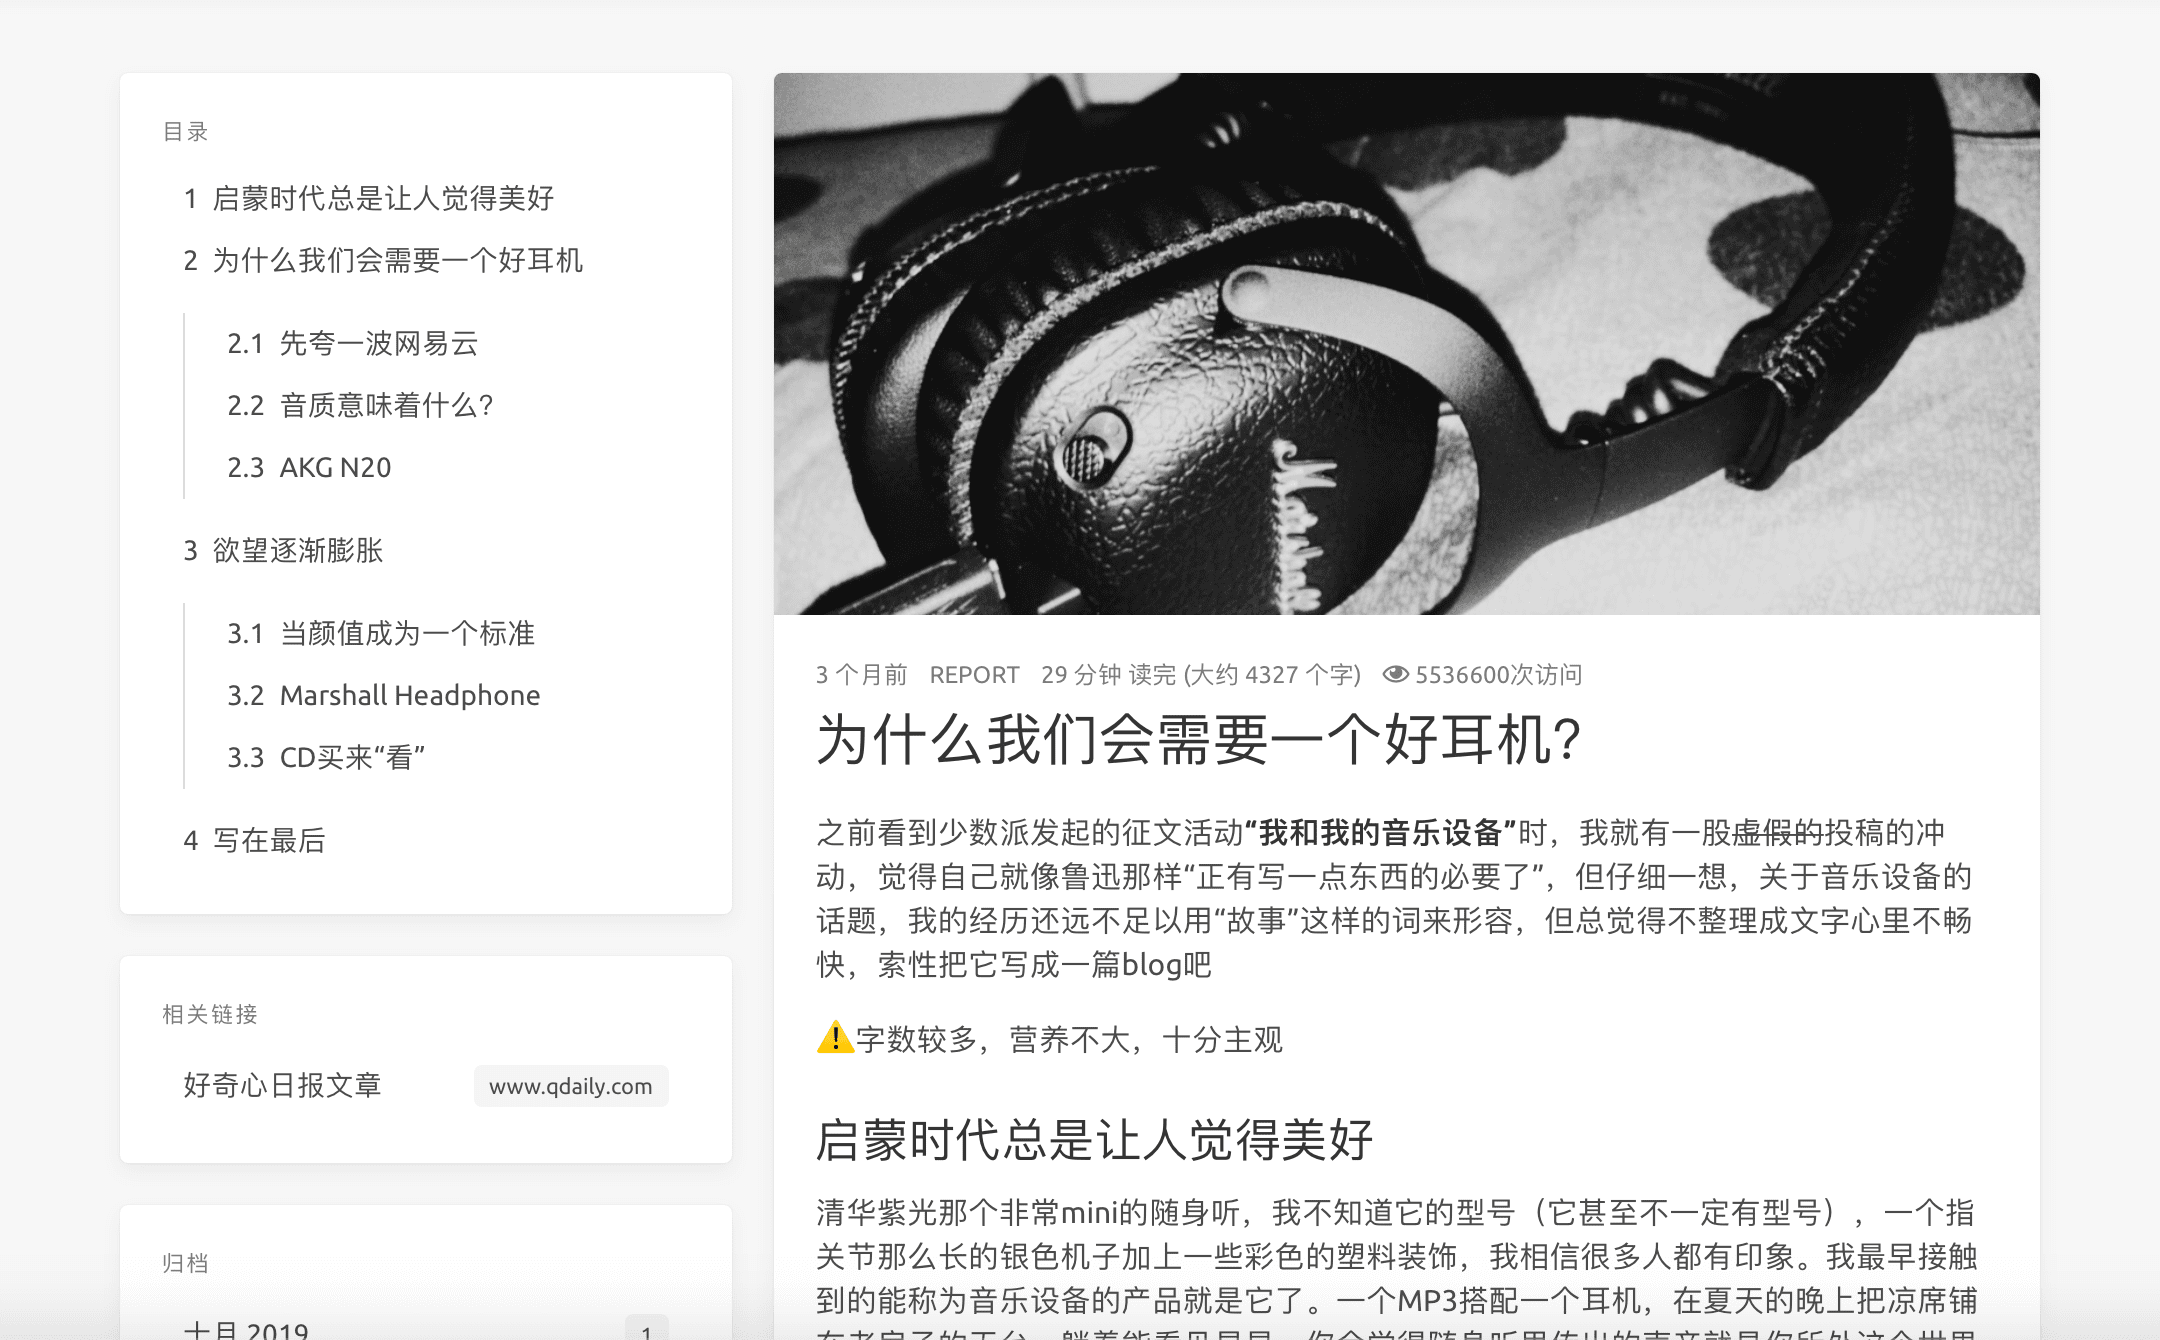 目录
1 启蒙时代总是让人觉得美好
2 为什么我们会需要一个好耳机
2.1 先夸一波网易云
2.2 音质意味着什么？
2.3 AKG N20
3 欲望逐渐膨胀
3.1 当颜值成为一个标准
3.2 Marshall Headphone
3.3 CD买来“看”
4 写在最后
相关链接
好奇心日报文章 www.qdaily.com
归档
十月 2019 1
Marshall
3 个月前 REPORT 29 分钟 读完 (大约 4327 个字) 5536600次访问
为什么我们会需要一个好耳机？
之前看到少数派发起的征文活动“我和我的音乐设备”时，我就有一股虚假的投稿的冲
动，觉得自己就像鲁迅那样“正有写一点东西的必要了”，但仔细一想，关于音乐设备的
话题，我的经历还远不足以用“故事”这样的词来形容，但总觉得不整理成文字心里不畅
快，索性把它写成一篇blog吧
⚠️字数较多，营养不大，十分主观
启蒙时代总是让人觉得美好
清华紫光那个非常mini的随身听，我不知道它的型号（它甚至不一定有型号），一个指
关节那么长的银色机子加上一些彩色的塑料装饰，我相信很多人都有印象。我最早接触
到的能称为音乐设备的产品就是它了。一个MP3搭配一个耳机，在夏天的晚上把凉席铺